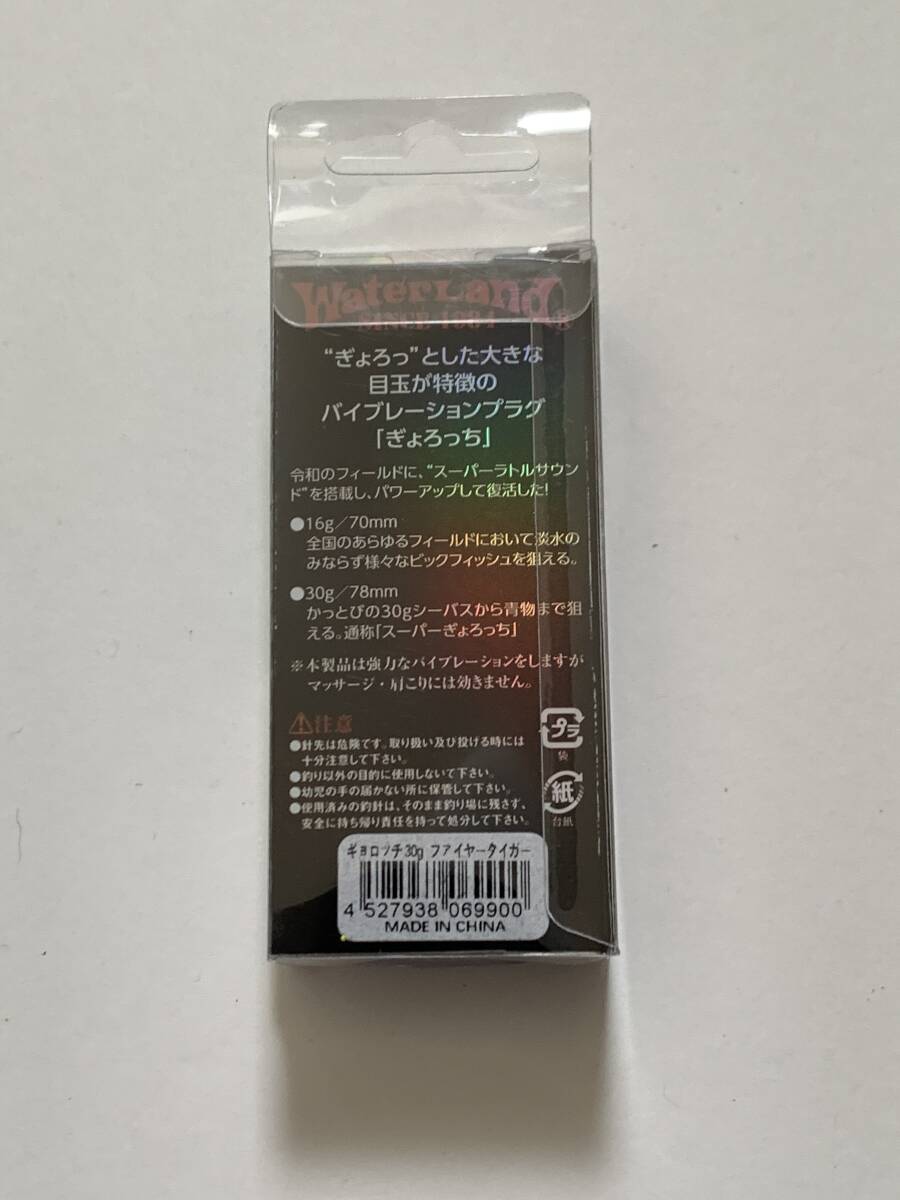 WaterLand®
SINCE 1984
“ぎょろっ”とした大きな
目玉が特徴の
バイブレーションプラグ
「ぎょろっち」
令和のフィールドに、“スーパーラトルサウン
ド”を搭載し、パワーアップして復活した!
●16g/70mm
全国のあらゆるフィールドにおいて淡水の
みならず様々なビックフィッシュを狙える。
●30g/78mm
かっとびの30gシーバスから青物まで狙
える。通称「スーパーぎょろっち」
※本製品は強力なバイブレーションをしますが
マッサージ・肩こりには効きません。
⚠注意
●針先は危険です。取り扱い及び投げる時には
十分注意して下さい。
●釣り以外の目的に使用しないで下さい。
●幼児の手の届かない所に保管して下さい。
●使用済みの釣針は、そのまま釣り場に残さず、
安全に持ち帰り責任を持って処分して下さい。
プラ
袋
紙
台紙
ギョロッチ30g ファイヤータイガー
4 527938 069900
MADE IN CHINA